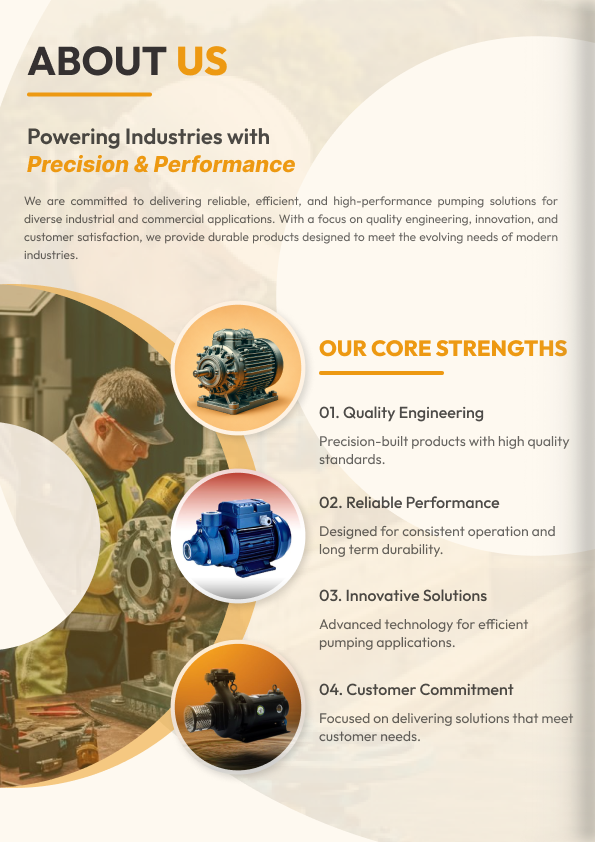 ABOUT US
Powering Industries with
Precision & Performance
We are committed to delivering reliable, efficient, and high-performance pumping solutions for
diverse industrial and commercial applications. With a focus on quality engineering, innovation, and
customer satisfaction, we provide durable products designed to meet the evolving needs of modern
industries.
OUR CORE STRENGTHS
01. Quality Engineering
Precision-built products with high quality
standards.
02. Reliable Performance
Designed for consistent operation and
long term durability.
03. Innovative Solutions
Advanced technology for efficient
pumping applications.
04. Customer Commitment
Focused on delivering solutions that meet
customer needs.